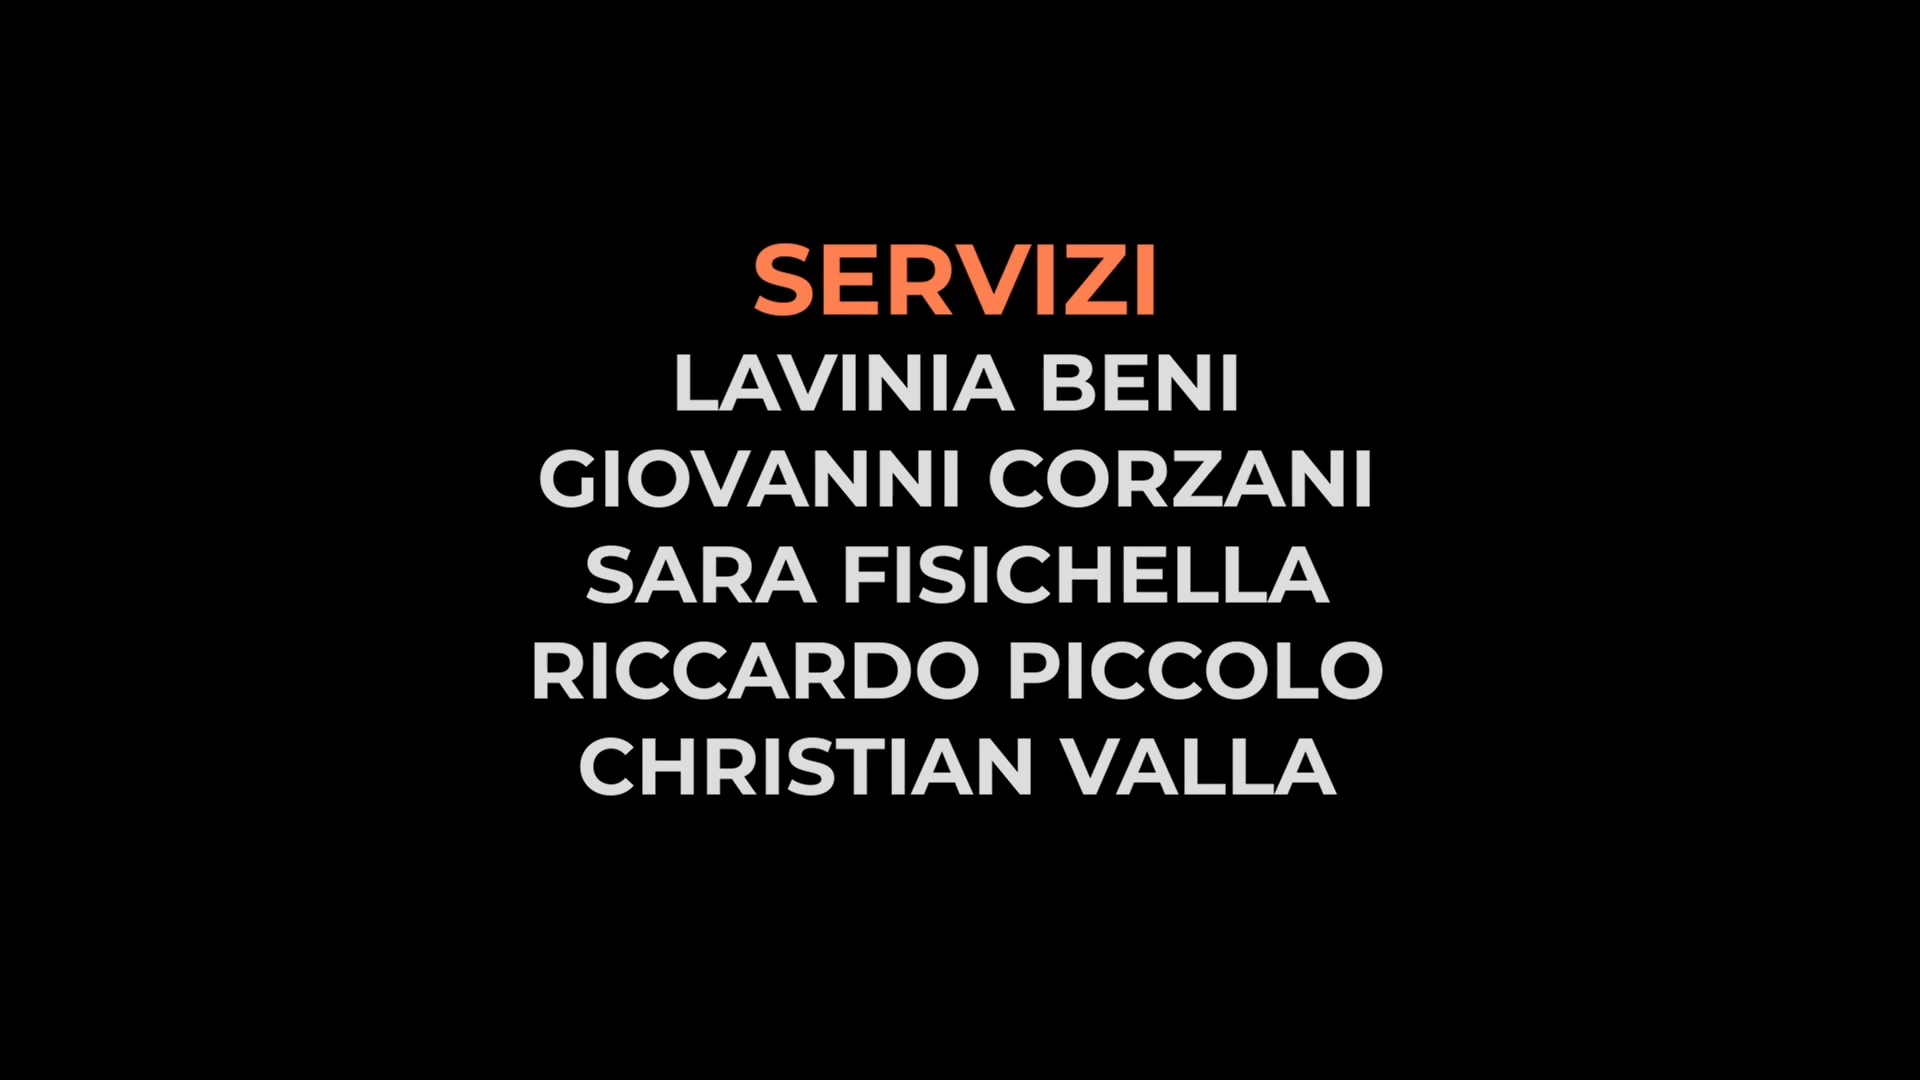 SERVIZI
LAVINIA BENI
GIOVANNI CORZANI
SARA FISICHELLA
RICCARDO PICCOLO
CHRISTIAN VALLA